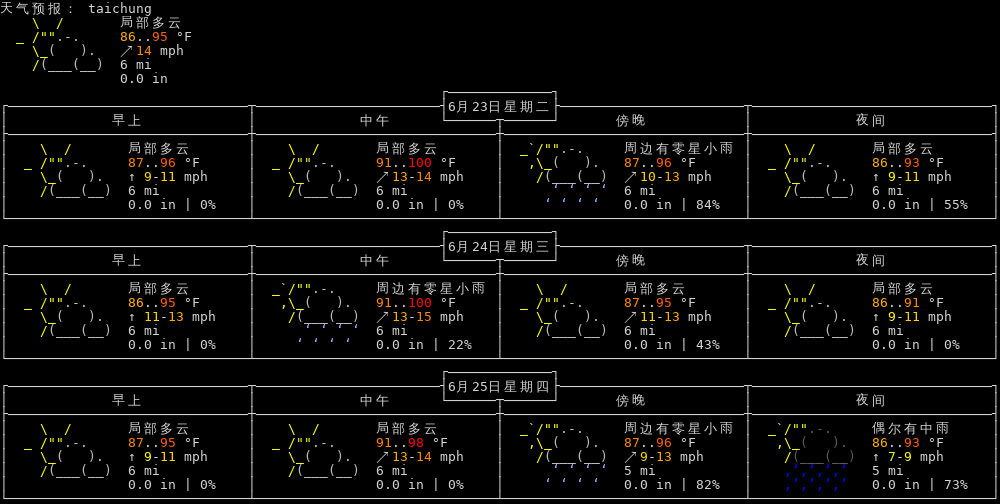 天气预报： taichung
局部多云
86..95 °F
↗14 mph
6 mi
0.0 in
6月23日星期二
早上 中午 傍晚 夜间
局部多云 局部多云 周边有零星小雨 局部多云
87..96 °F 91..100 °F 87..96 °F 86..93 °F
↑ 9-11 mph ↗13-14 mph ↗10-13 mph ↑ 9-11 mph
6 mi 6 mi 6 mi 6 mi
0.0 in | 0% 0.0 in | 0% 0.0 in | 84% 0.0 in | 55%
6月24日星期三
早上 中午 傍晚 夜间
局部多云 周边有零星小雨 局部多云 局部多云
86..95 °F 91..100 °F 87..95 °F 86..91 °F
↑ 11-13 mph ↗13-15 mph ↗11-13 mph ↑ 9-11 mph
6 mi 6 mi 6 mi 6 mi
0.0 in | 0% 0.0 in | 22% 0.0 in | 43% 0.0 in | 0%
6月25日星期四
早上 中午 傍晚 夜间
局部多云 局部多云 周边有零星小雨 偶尔有中雨
87..95 °F 91..98 °F 87..96 °F 86..93 °F
↑ 9-11 mph ↗13-14 mph ↗9-13 mph ↑ 7-9 mph
6 mi 6 mi 5 mi 5 mi
0.0 in | 0% 0.0 in | 0% 0.0 in | 82% 0.0 in | 73%